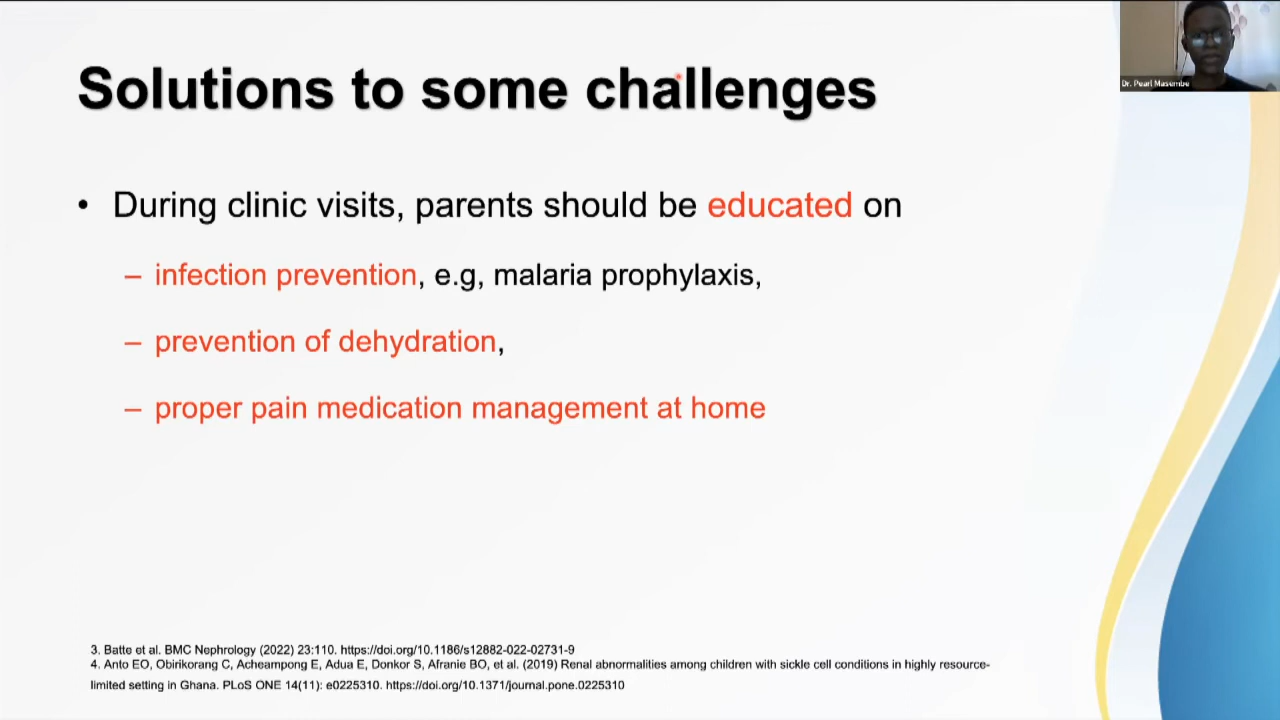 Solutions to some challenges
Dr. Pearl Masembe
• During clinic visits, parents should be educated on
– infection prevention, e.g, malaria prophylaxis,
– prevention of dehydration,
– proper pain medication management at home
3. Batte et al. BMC Nephrology (2022) 23:110. https://doi.org/10.1186/s12882-022-02731-9
4. Anto EO, Obirikorang C, Acheampong E, Adua E, Donkor S, Afranie BO, et al. (2019) Renal abnormalities among children with sickle cell conditions in highly resource-
limited setting in Ghana. PLoS ONE 14(11): e0225310. https://doi.org/10.1371/journal.pone.0225310